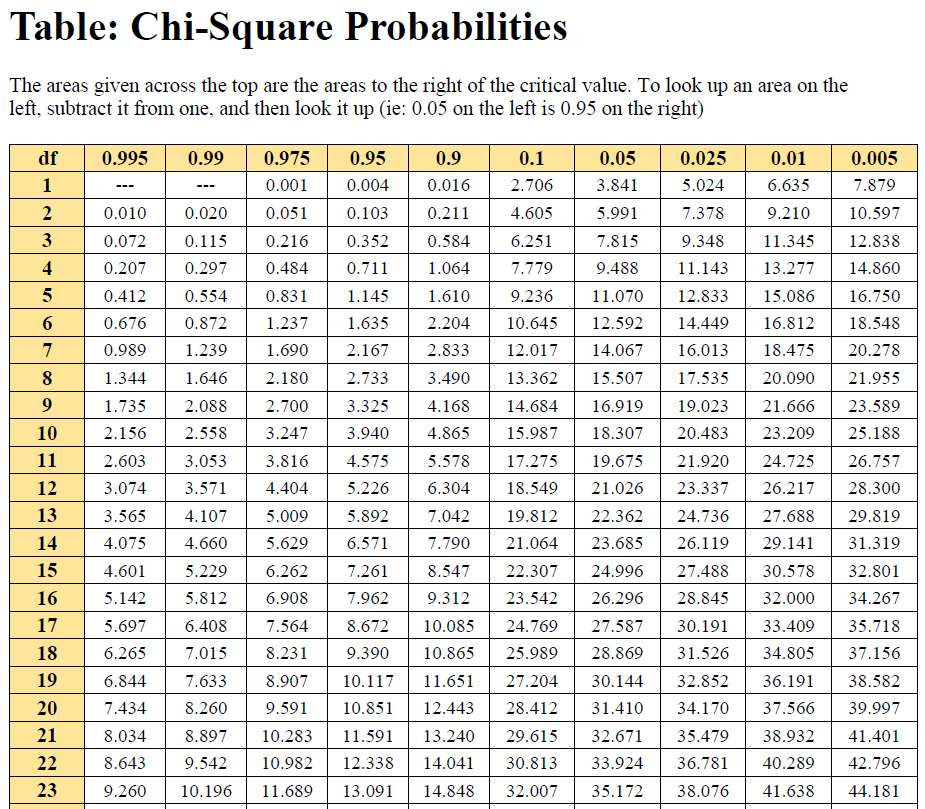 Table: Chi-Square Probabilities
The areas given across the top are the areas to the right of the critical value. To look up an area on the
left, subtract it from one, and then look it up (ie: 0.05 on the left is 0.95 on the right)
df 0.995 0.99 0.975 0.95 0.9 0.1 0.05 0.025 0.01 0.005
1 --- --- 0.001 0.004 0.016 2.706 3.841 5.024 6.635 7.879
2 0.010 0.020 0.051 0.103 0.211 4.605 5.991 7.378 9.210 10.597
3 0.072 0.115 0.216 0.352 0.584 6.251 7.815 9.348 11.345 12.838
4 0.207 0.297 0.484 0.711 1.064 7.779 9.488 11.143 13.277 14.860
5 0.412 0.554 0.831 1.145 1.610 9.236 11.070 12.833 15.086 16.750
6 0.676 0.872 1.237 1.635 2.204 10.645 12.592 14.449 16.812 18.548
7 0.989 1.239 1.690 2.167 2.833 12.017 14.067 16.013 18.475 20.278
8 1.344 1.646 2.180 2.733 3.490 13.362 15.507 17.535 20.090 21.955
9 1.735 2.088 2.700 3.325 4.168 14.684 16.919 19.023 21.666 23.589
10 2.156 2.558 3.247 3.940 4.865 15.987 18.307 20.483 23.209 25.188
11 2.603 3.053 3.816 4.575 5.578 17.275 19.675 21.920 24.725 26.757
12 3.074 3.571 4.404 5.226 6.304 18.549 21.026 23.337 26.217 28.300
13 3.565 4.107 5.009 5.892 7.042 19.812 22.362 24.736 27.688 29.819
14 4.075 4.660 5.629 6.571 7.790 21.064 23.685 26.119 29.141 31.319
15 4.601 5.229 6.262 7.261 8.547 22.307 24.996 27.488 30.578 32.801
16 5.142 5.812 6.908 7.962 9.312 23.542 26.296 28.845 32.000 34.267
17 5.697 6.408 7.564 8.672 10.085 24.769 27.587 30.191 33.409 35.718
18 6.265 7.015 8.231 9.390 10.865 25.989 28.869 31.526 34.805 37.156
19 6.844 7.633 8.907 10.117 11.651 27.204 30.144 32.852 36.191 38.582
20 7.434 8.260 9.591 10.851 12.443 28.412 31.410 34.170 37.566 39.997
21 8.034 8.897 10.283 11.591 13.240 29.615 32.671 35.479 38.932 41.401
22 8.643 9.542 10.982 12.338 14.041 30.813 33.924 36.781 40.289 42.796
23 9.260 10.196 11.689 13.091 14.848 32.007 35.172 38.076 41.638 44.181